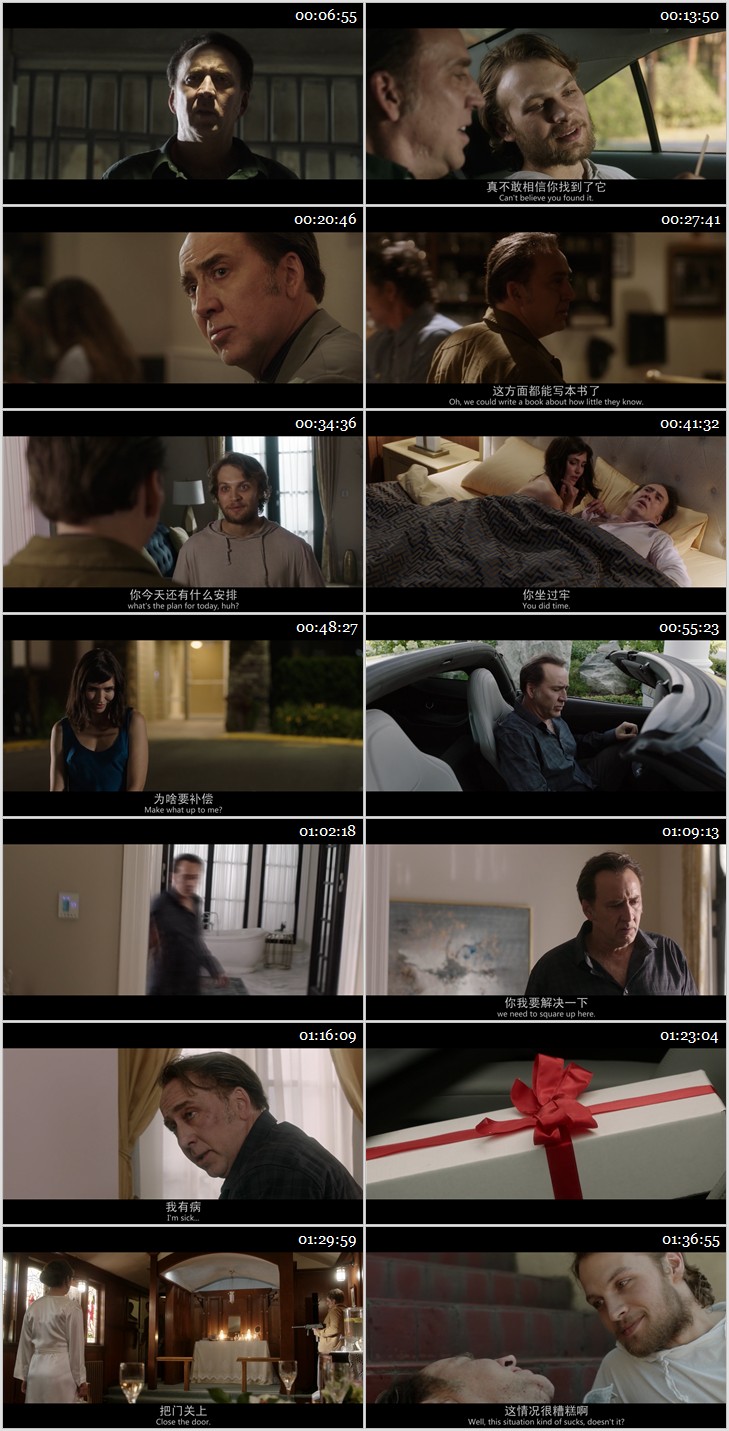 00:06:55
00:13:50
真不敢相信你找到了它
Can't believe you found it.
00:20:46
00:27:41
这方面都能写本书了
Oh, we could write a book about how little they know.
00:34:36
你今天还有什么安排
what's the plan for today, huh?
00:41:32
你坐过牢
You did time.
00:48:27
为啥要补偿
Make what up to me?
00:55:23
01:02:18
01:09:13
你我要解决一下
we need to square up here.
01:16:09
我有病
I'm sick...
01:23:04
01:29:59
把门关上
Close the door.
01:36:55
这情况很糟糕啊
Well, this situation kind of sucks, doesn't it?